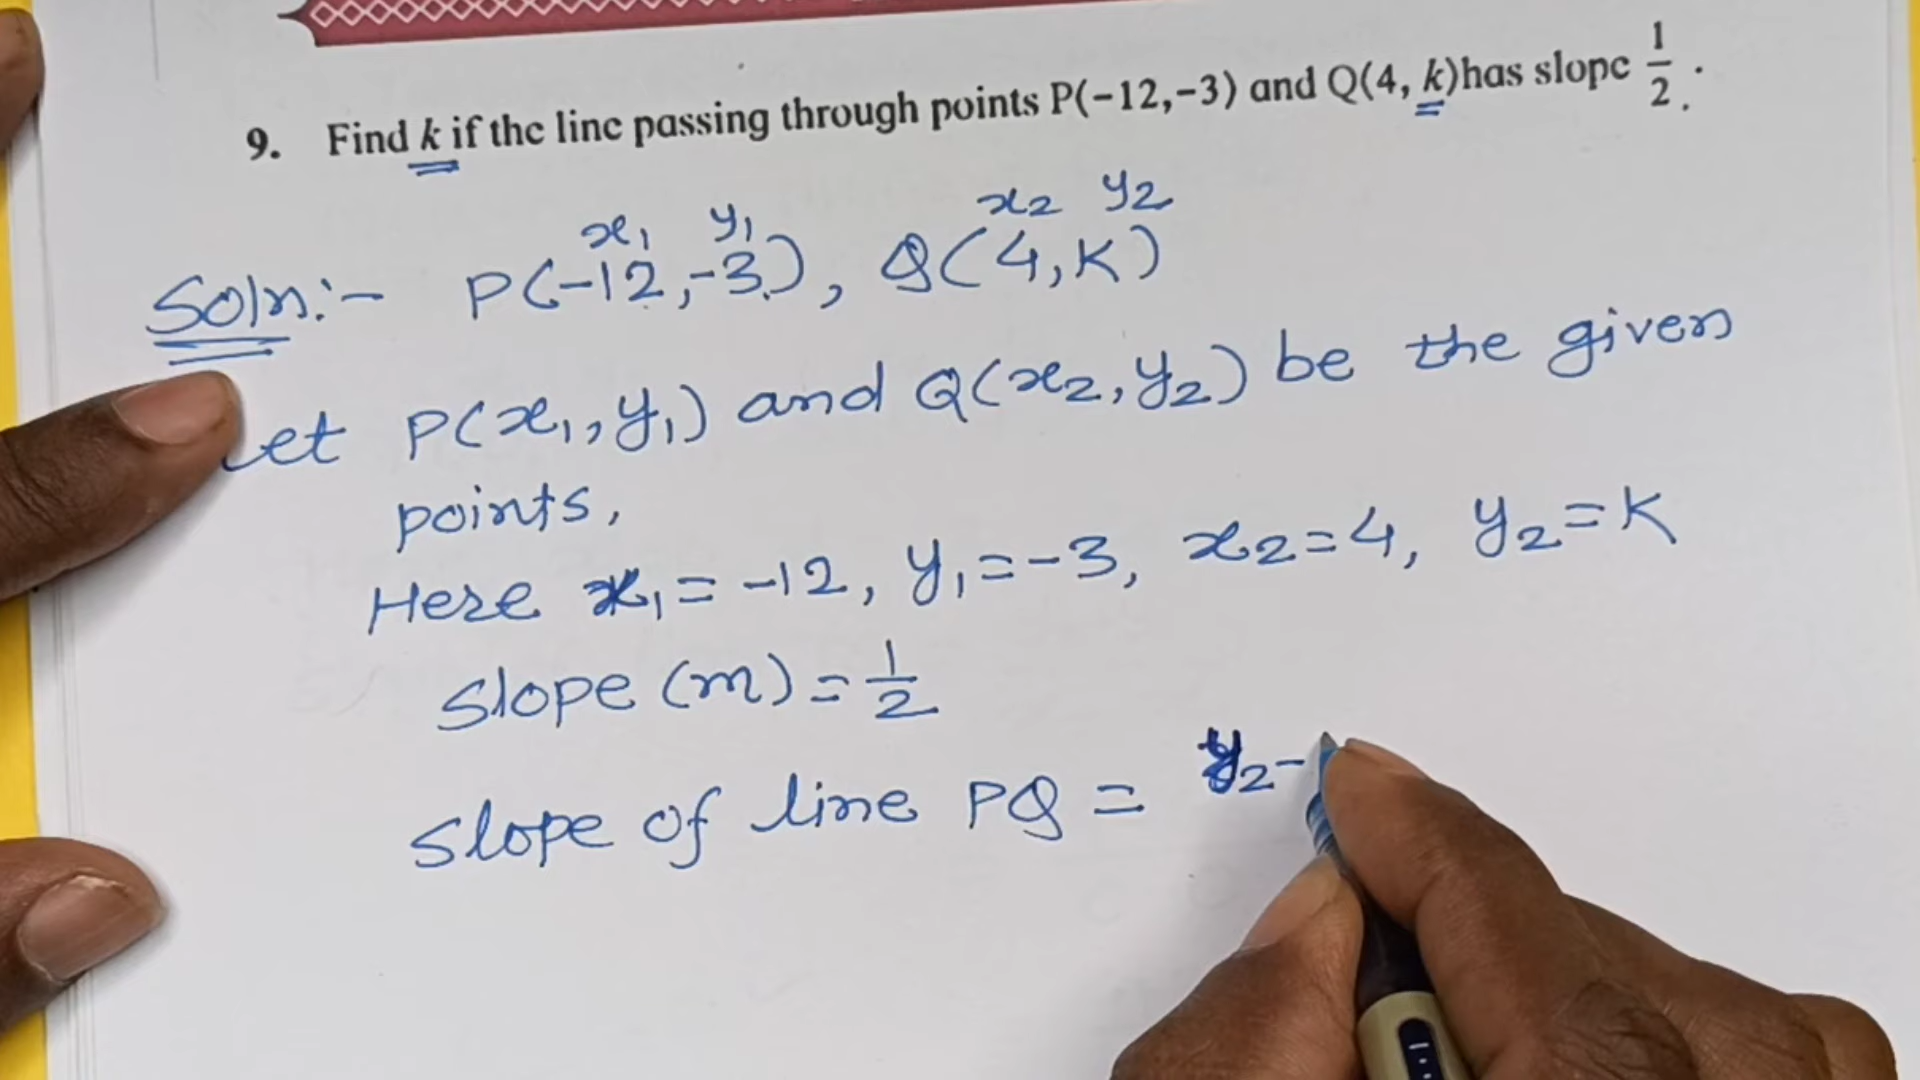 9. Find k if the line passing through points P(-12,-3) and Q(4, k)has slope 1/2 .
x₁ y₁ x₂ y₂
Soln:- P(-12,-3), Q(4,K)
Let P(x₁,y₁) and Q(x₂,y₂) be the given
points,
Here x₁= -12, y₁=-3, x₂=4, y₂=K
slope (m)=1/2
slope of line PQ = y₂-